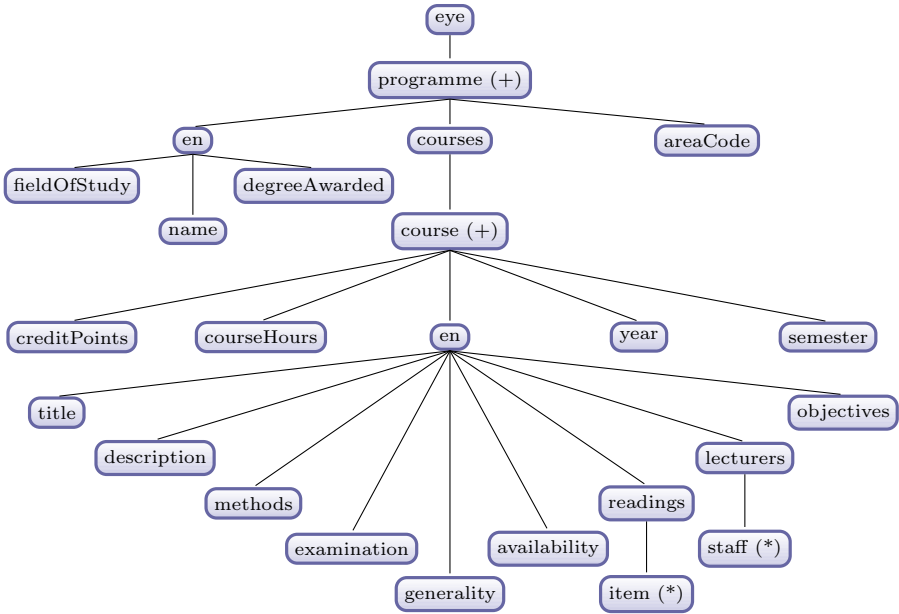 eye
programme (+)
en
courses
areaCode
fieldOfStudy
degreeAwarded
name
course (+)
creditPoints
courseHours
en
year
semester
title
objectives
description
lecturers
methods
readings
examination
availability
staff (*)
generality
item (*)